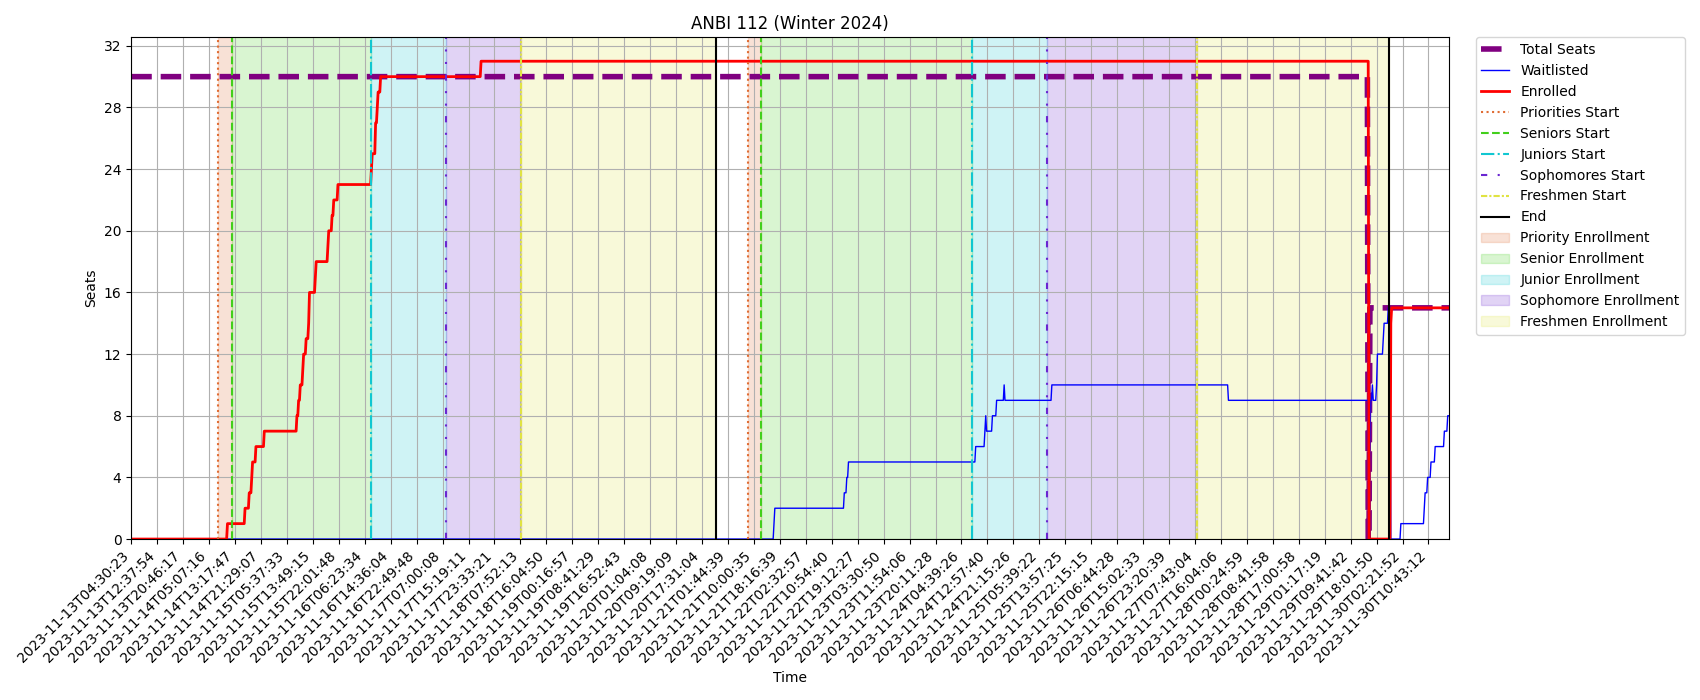 ANBI 112 (Winter 2024)
32
28
24
20
16
12
8
4
0
Seats
2023-11-13T04:30:23
2023-11-13T12:37:54
2023-11-13T20:46:17
2023-11-14T05:07:16
2023-11-14T13:17:47
2023-11-14T21:29:07
2023-11-15T05:37:33
2023-11-15T13:49:15
2023-11-15T22:01:48
2023-11-16T06:23:34
2023-11-16T14:36:04
2023-11-16T22:49:48
2023-11-17T07:00:08
2023-11-17T15:19:11
2023-11-17T23:33:21
2023-11-18T07:52:13
2023-11-18T16:04:50
2023-11-19T00:16:57
2023-11-19T08:41:29
2023-11-19T16:52:43
2023-11-20T01:04:08
2023-11-20T09:19:09
2023-11-20T17:31:04
2023-11-21T01:44:39
2023-11-21T10:00:35
2023-11-21T18:16:39
2023-11-22T02:32:57
2023-11-22T10:54:40
2023-11-22T19:12:27
2023-11-23T03:30:50
2023-11-23T11:54:06
2023-11-23T20:11:28
2023-11-24T04:39:26
2023-11-24T12:57:40
2023-11-24T21:15:26
2023-11-25T05:39:22
2023-11-25T13:57:25
2023-11-25T22:15:15
2023-11-26T06:44:28
2023-11-26T15:02:33
2023-11-26T23:20:39
2023-11-27T07:43:04
2023-11-27T16:04:06
2023-11-28T00:24:59
2023-11-28T08:41:58
2023-11-28T17:00:58
2023-11-29T01:17:19
2023-11-29T09:41:42
2023-11-29T18:01:50
2023-11-30T02:21:52
2023-11-30T10:43:12
Time
Total Seats
Waitlisted
Enrolled
Priorities Start
Seniors Start
Juniors Start
Sophomores Start
Freshmen Start
End
Priority Enrollment
Senior Enrollment
Junior Enrollment
Sophomore Enrollment
Freshmen Enrollment